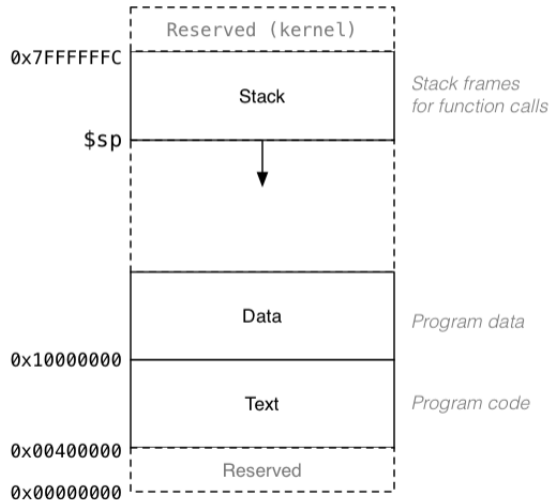 Reserved (kernel)
0x7FFFFFFC
Stack
Stack frames
for function calls
$sp
Data
Program data
0x10000000
Text
Program code
0x00400000
Reserved
0x00000000